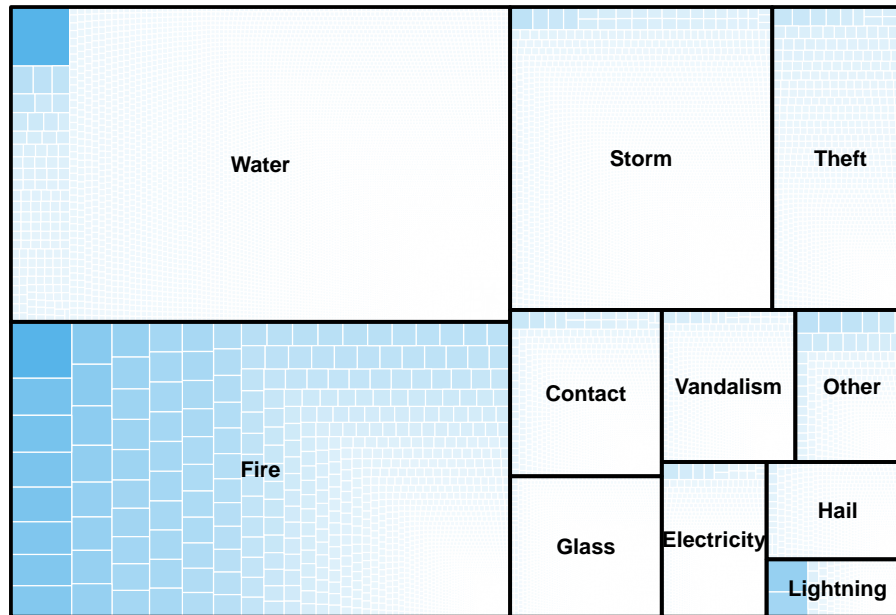 Water
Storm
Theft
Fire
Contact
Vandalism
Other
Glass
Electricity
Hail
Lightning